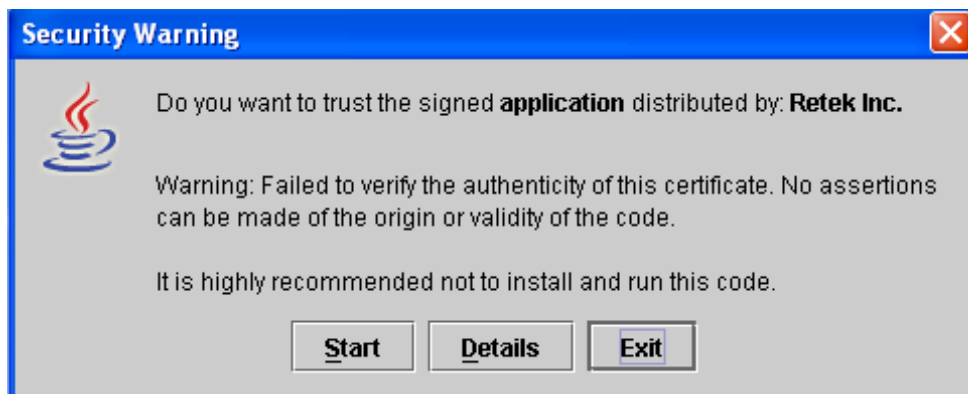 Security Warning
Do you want to trust the signed application distributed by: Retek Inc.
Warning: Failed to verify the authenticity of this certificate. No assertions
can be made of the origin or validity of the code.
It is highly recommended not to install and run this code.
Start Details Exit